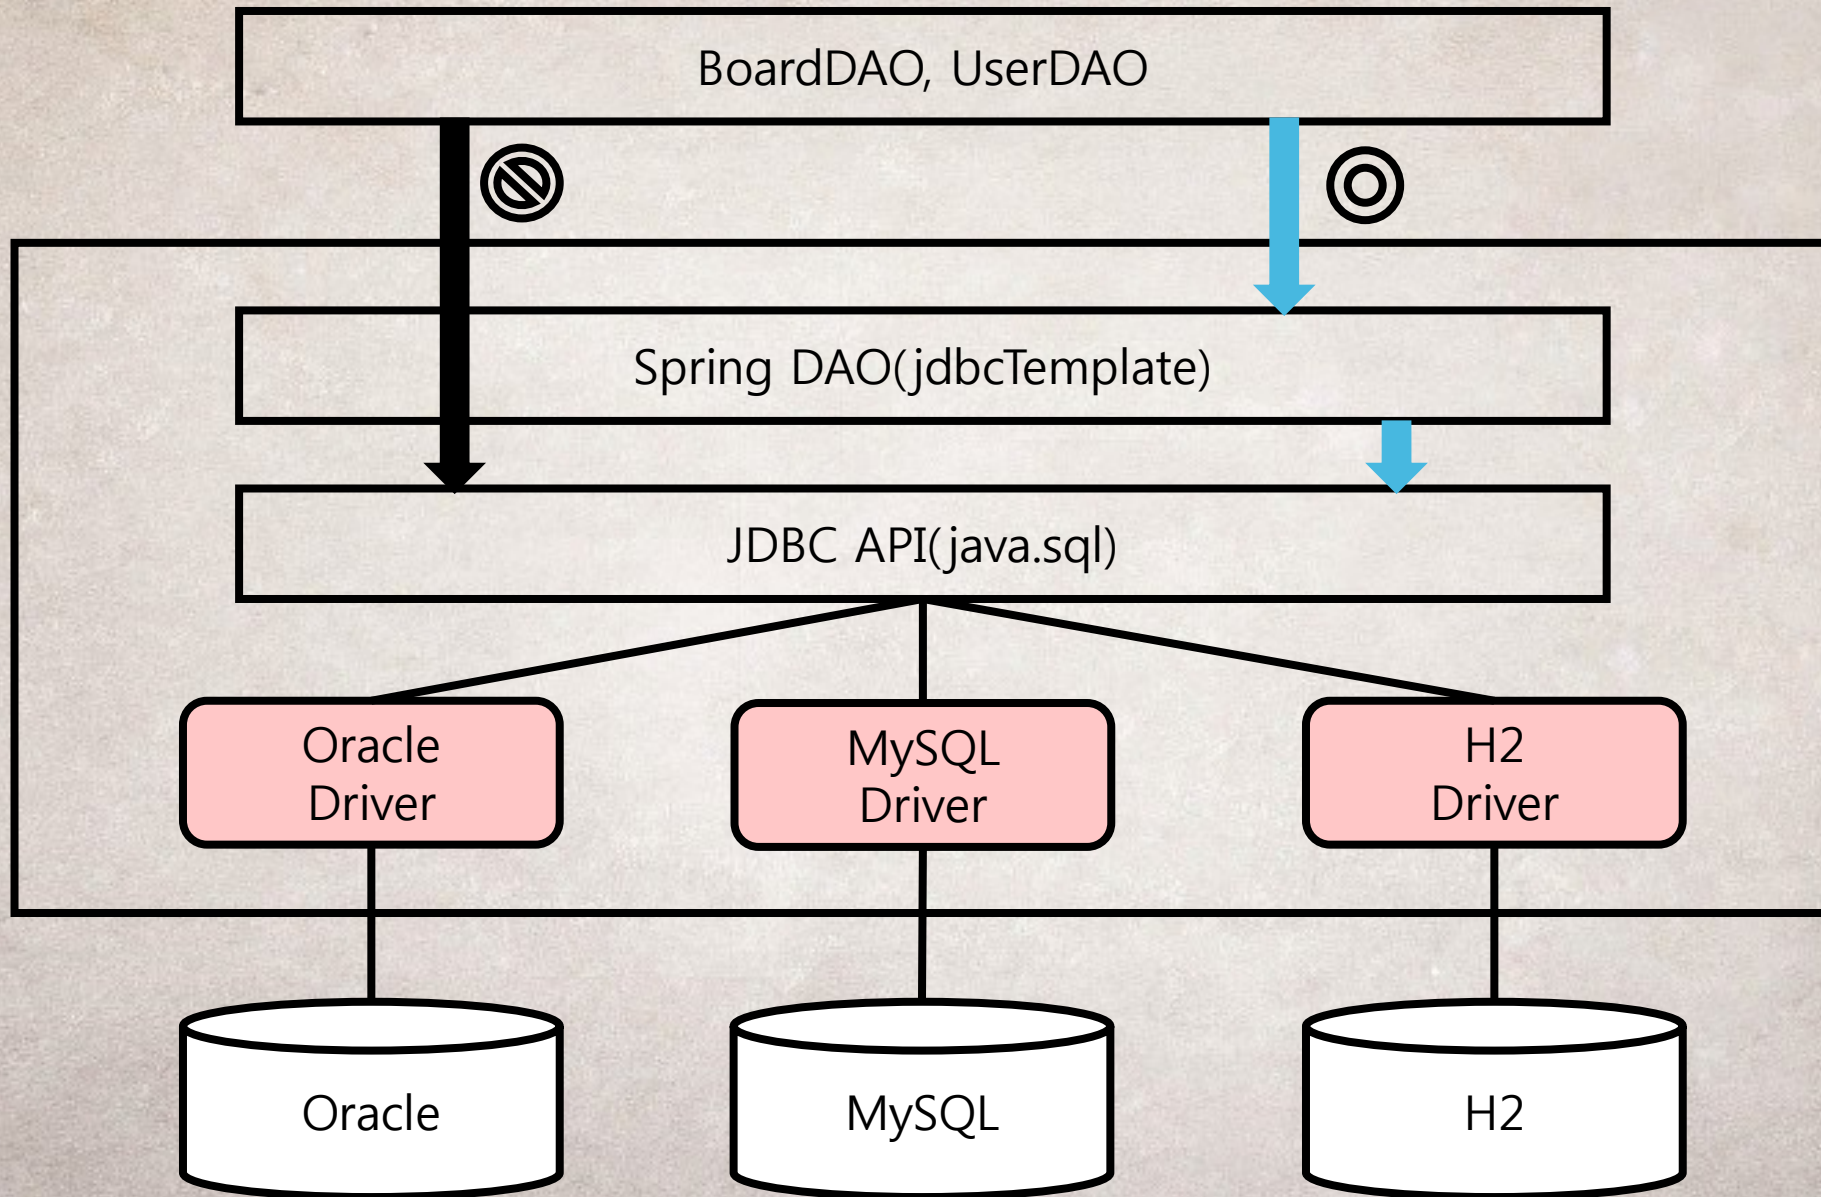 BoardDAO, UserDAO
Spring DAO(jdbcTemplate)
JDBC API(java.sql)
Oracle
Driver
MySQL
Driver
H2
Driver
Oracle
MySQL
H2